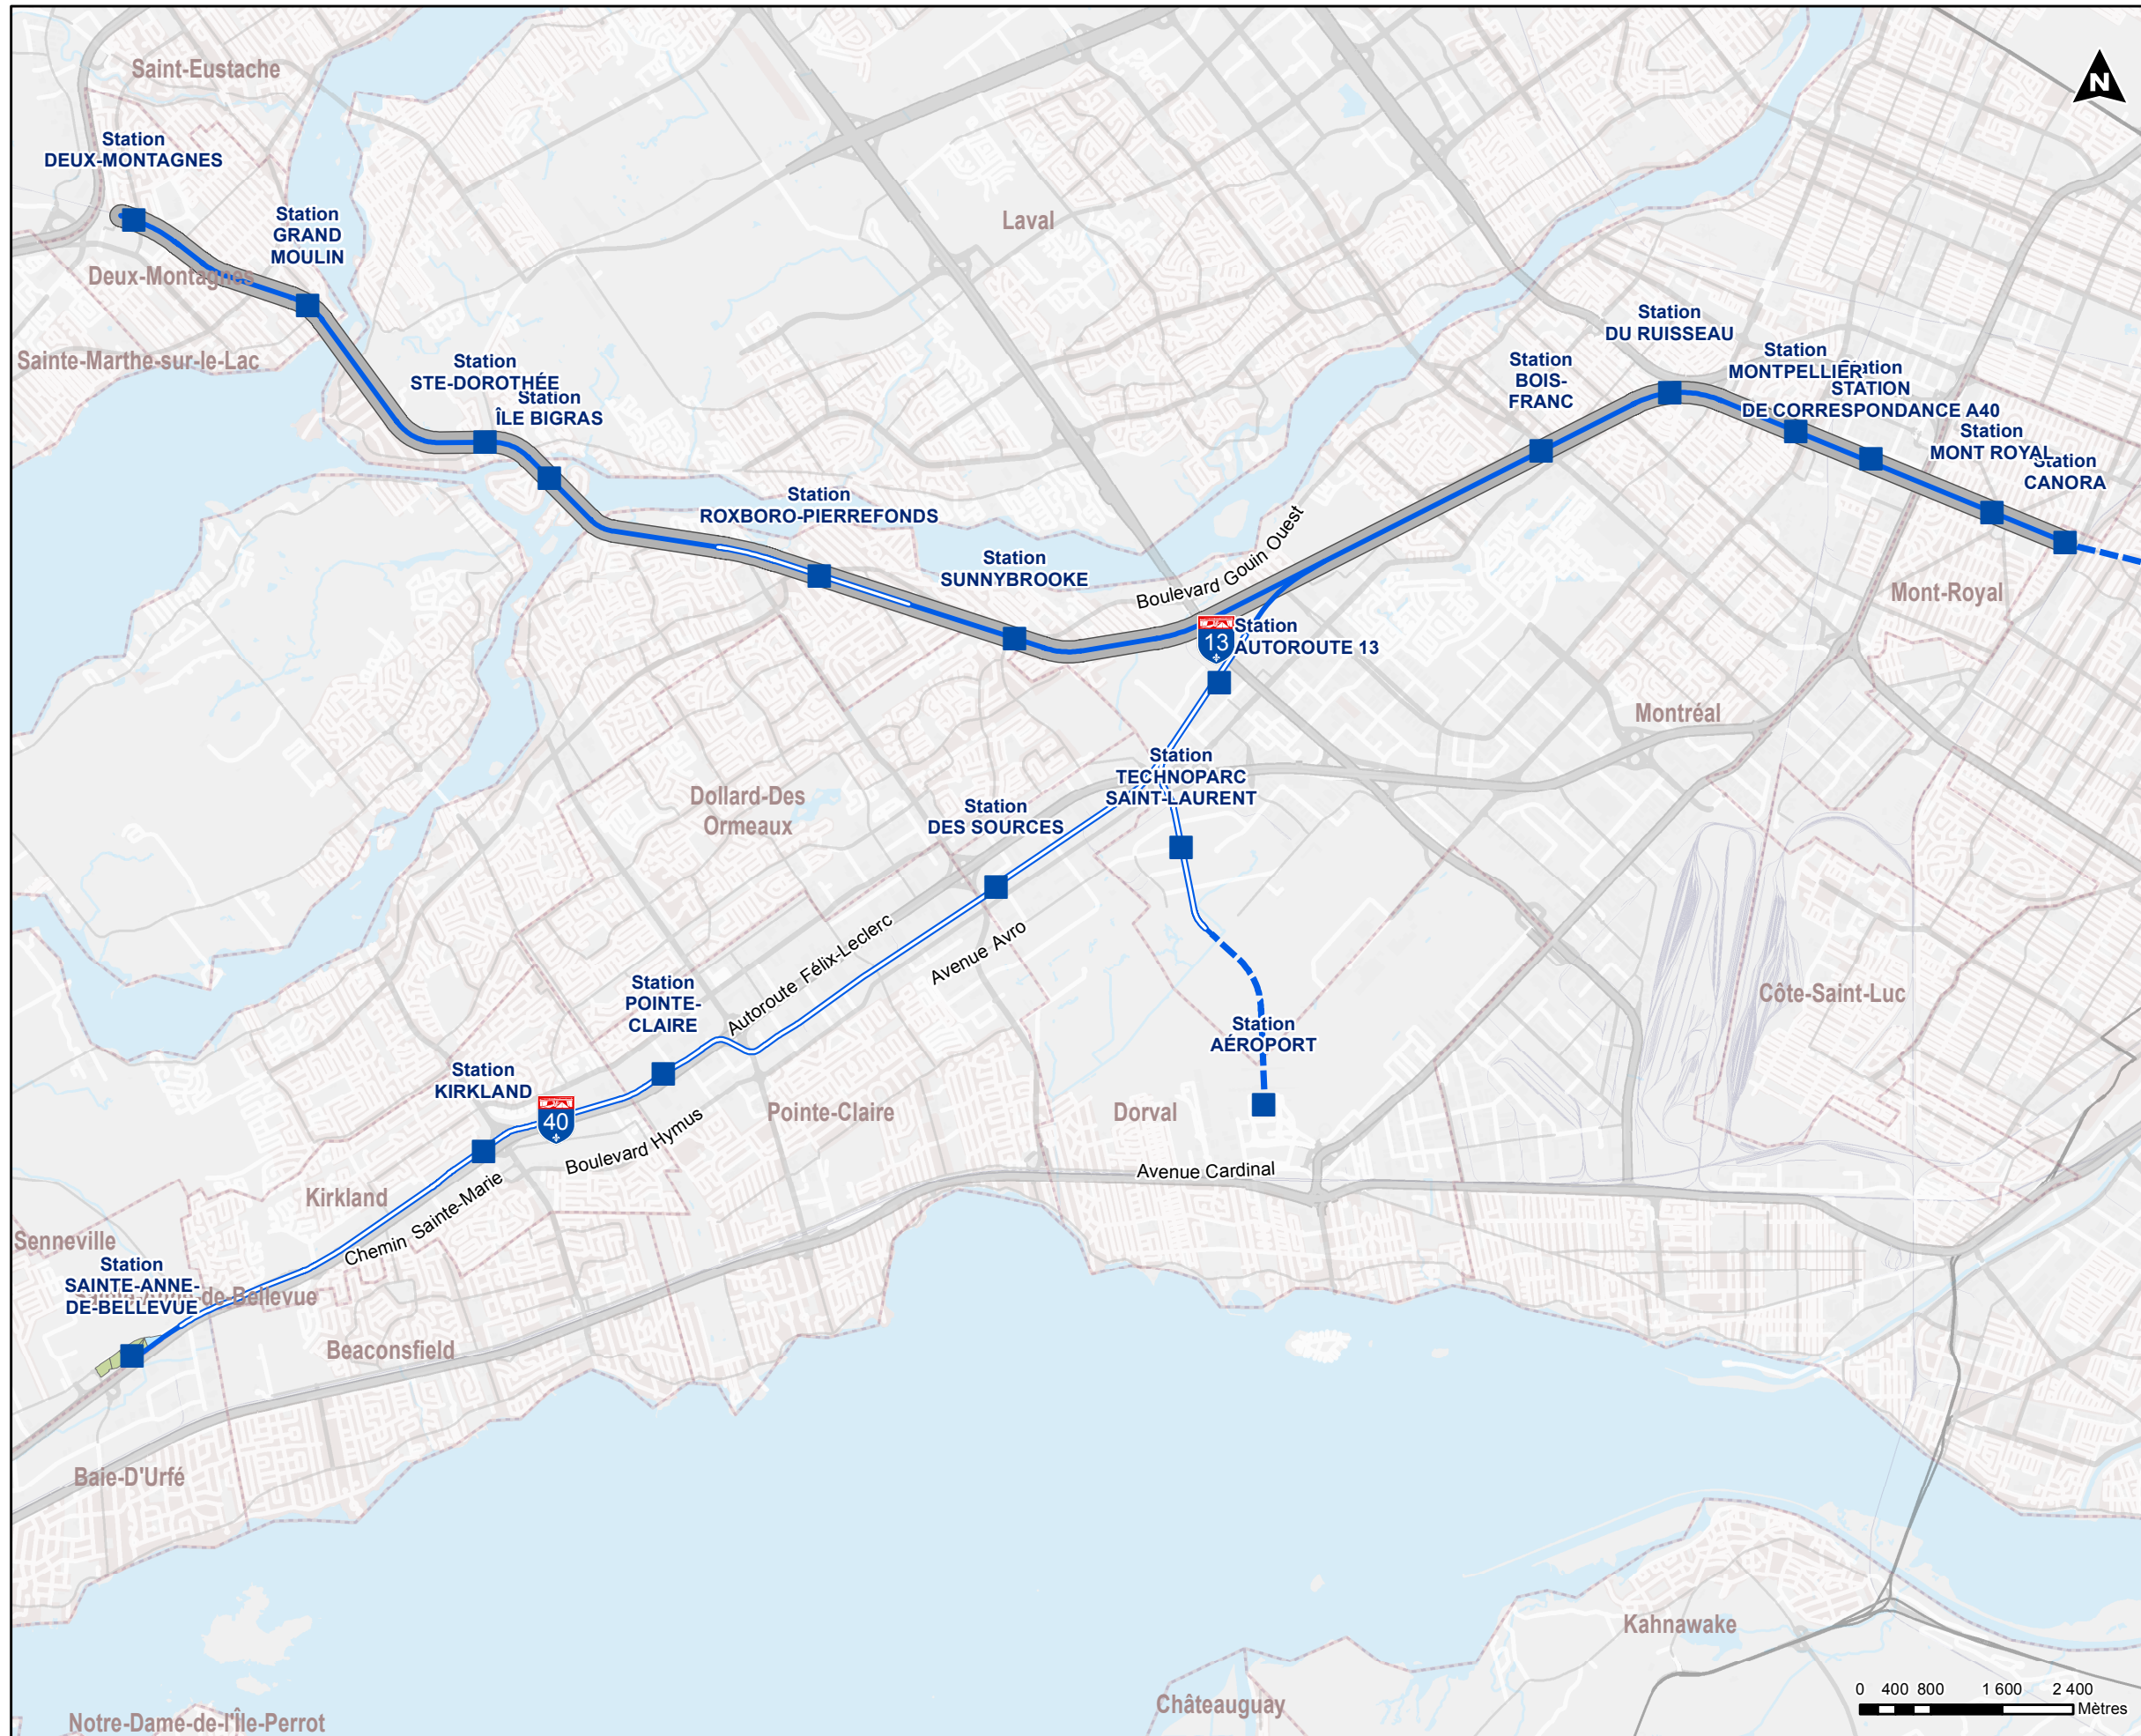 Saint-Eustache
N
Station
DEUX-MONTAGNES
Station
GRAND
MOULIN
Laval
Deux-Montagnes
Sainte-Marthe-sur-le-Lac
Station
STE-DOROTHÉE
Station
ÎLE BIGRAS
Station
DU RUISSEAU
Station
BOIS-
FRANC
Station
MONTPELLIER
Station
STATION
DE CORRESPONDANCE A40
Station
MONT ROYAL
Station
CANORA
Station
ROXBORO-PIERREFONDS
Station
SUNNYBROOKE
Boulevard Gouin Ouest
Mont-Royal
13
Station
AUTOROUTE 13
Montréal
Station
TECHNOPARC
SAINT-LAURENT
Dollard-Des
Ormeaux
Station
DES SOURCES
Autoroute Félix-Leclerc
Avenue Avro
Station
POINTE-
CLAIRE
Côte-Saint-Luc
Station
AÉROPORT
Station
KIRKLAND
40
Boulevard Hymus
Pointe-Claire
Dorval
Avenue Cardinal
Kirkland
Chemin Sainte-Marie
Senneville
Station
SAINTE-ANNE-
DE-BELLEVUE
Sainte-Anne-de-Bellevue
Beaconsfield
Baie-D'Urfé
Kahnawake
Châteauguay
Notre-Dame-de-l'Île-Perrot
0 400 800 1 600 2 400
Mètres